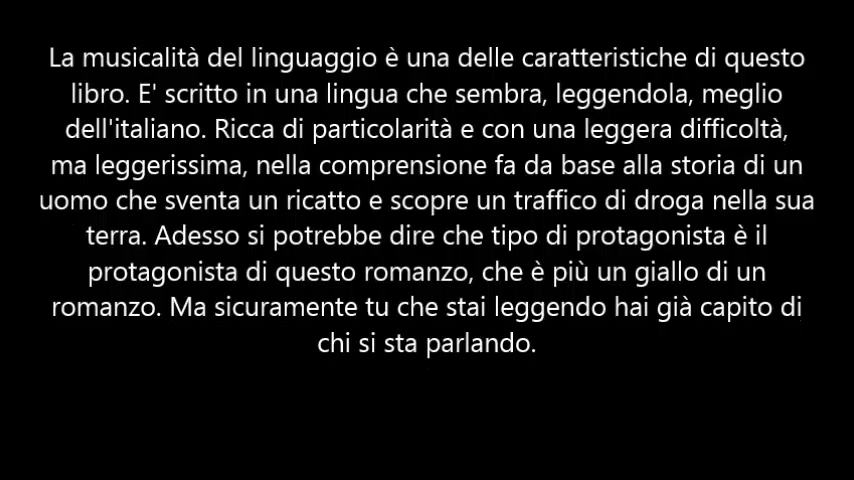 La musicalità del linguaggio è una delle caratteristiche di questo
libro. E' scritto in una lingua che sembra, leggendola, meglio
dell'italiano. Ricca di particolarità e con una leggera difficoltà,
ma leggerissima, nella comprensione fa da base alla storia di un
uomo che sventa un ricatto e scopre un traffico di droga nella sua
terra. Adesso si potrebbe dire che tipo di protagonista è il
protagonista di questo romanzo, che è più un giallo di un
romanzo. Ma sicuramente tu che stai leggendo hai già capito di
chi si sta parlando.